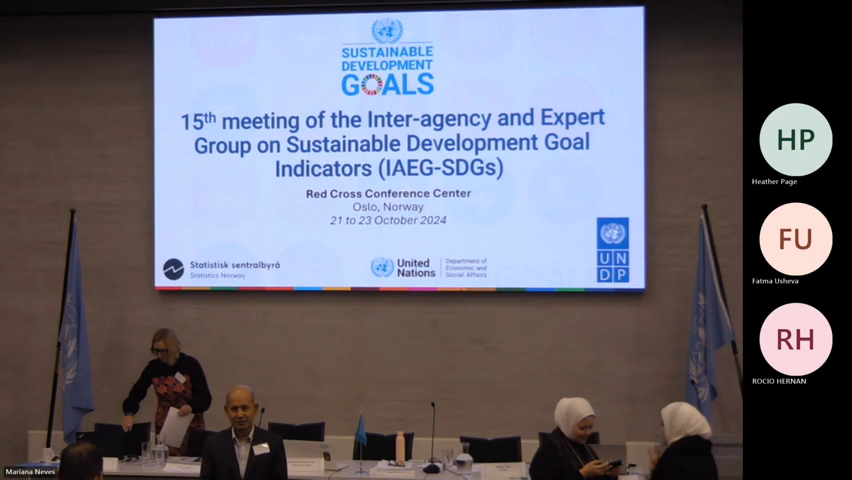 SUSTAINABLE
DEVELOPMENT
GOALS
15th meeting of the Inter-agency and Expert
Group on Sustainable Development Goal
Indicators (IAEG-SDGs)
Red Cross Conference Center
Oslo, Norway
21 to 23 October 2024
Statistisk sentralbyrå
Statistics Norway
United
Nations
Department of
Economic and
Social Affairs
U N
D P
HP
Heather Page
FU
Fatma Usheva
RH
ROCIO HERNAN
Mariana Neves